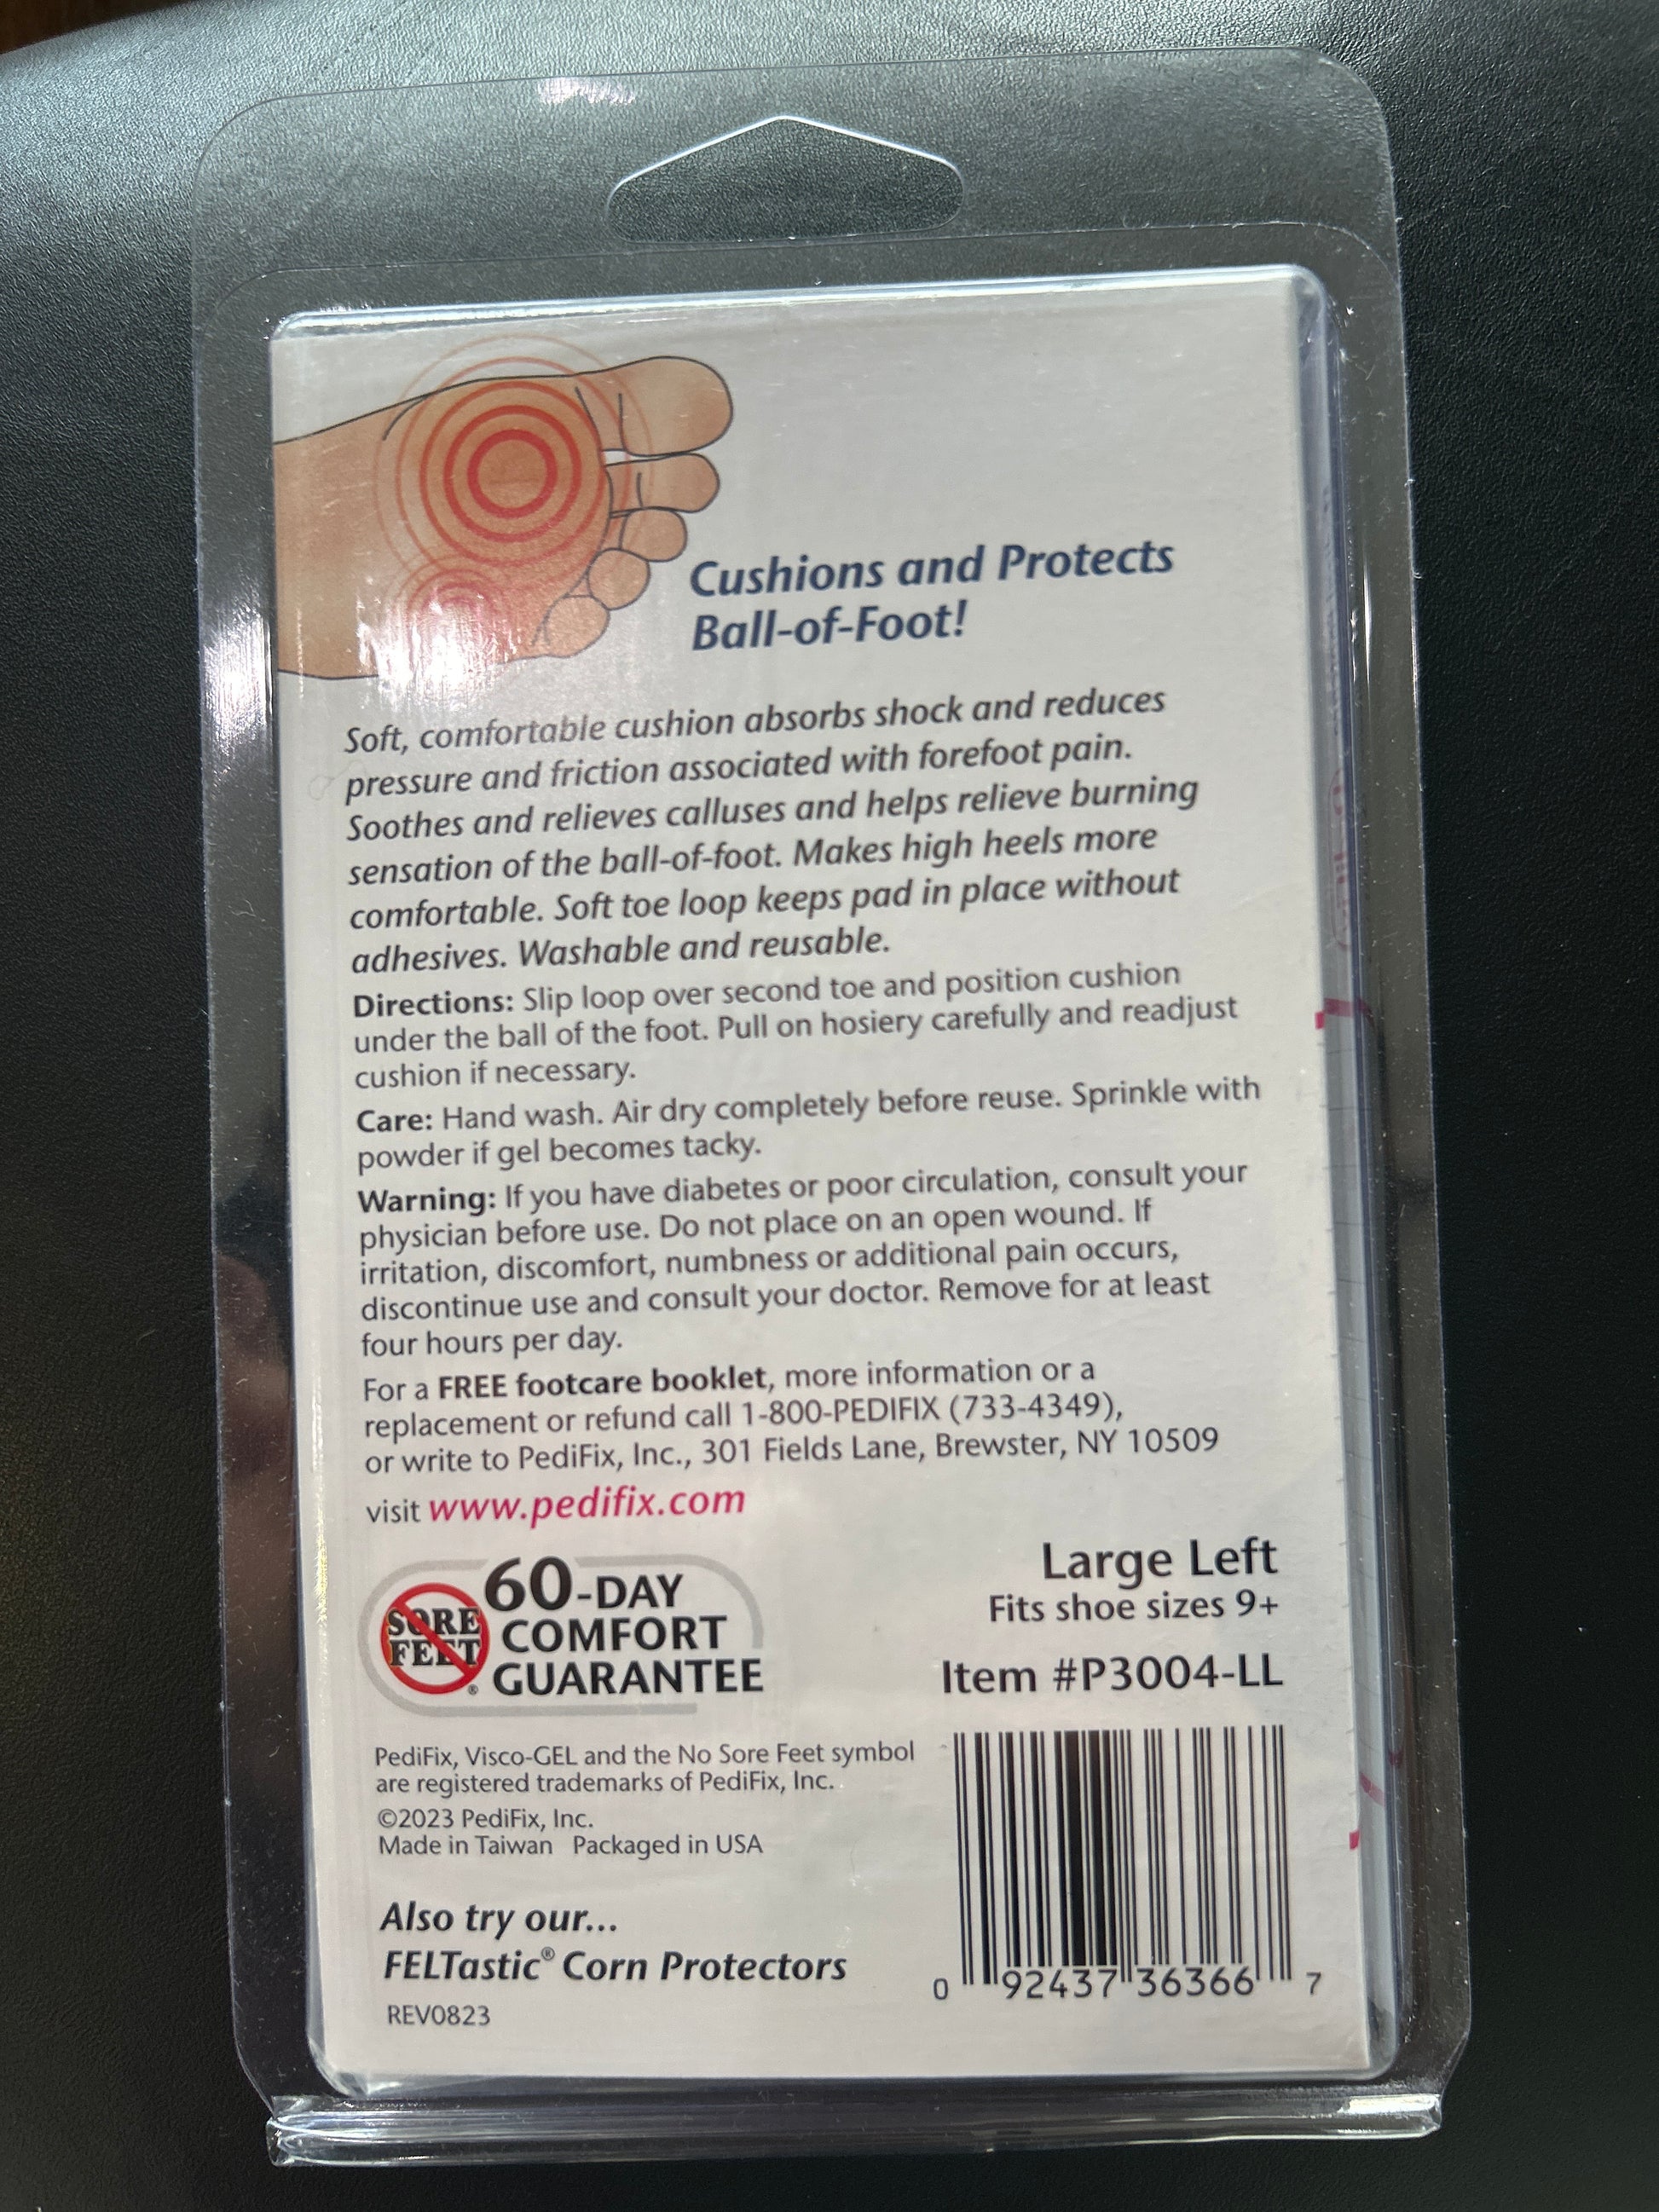 Cushions and Protects
Ball-of-Foot!
Soft, comfortable cushion absorbs shock and reduces
pressure and friction associated with forefoot pain.
Soothes and relieves calluses and helps relieve burning
sensation of the ball-of-foot. Makes high heels more
comfortable. Soft toe loop keeps pad in place without
adhesives. Washable and reusable.
Directions: Slip loop over second toe and position cushion
under the ball of the foot. Pull on hosiery carefully and readjust
cushion if necessary.
Care: Hand wash. Air dry completely before reuse. Sprinkle with
powder if gel becomes tacky.
Warning: If you have diabetes or poor circulation, consult your
physician before use. Do not place on an open wound. If
irritation, discomfort, numbness or additional pain occurs,
discontinue use and consult your doctor. Remove for at least
four hours per day.
For a FREE footcare booklet, more information or a
replacement or refund call 1-800-PEDIFIX (733-4349),
or write to PediFix, Inc., 301 Fields Lane, Brewster, NY 10509
visit www.pedifix.com
SORE
FEET®
60-DAY
COMFORT
GUARANTEE
Large Left
Fits shoe sizes 9+
Item #P3004-LL
PediFix, Visco-GEL and the No Sore Feet symbol
are registered trademarks of PediFix, Inc.
©2023 PediFix, Inc.
Made in Taiwan Packaged in USA
Also try our...
FELTastic® Corn Protectors
REV0823
0 92437 36366 7